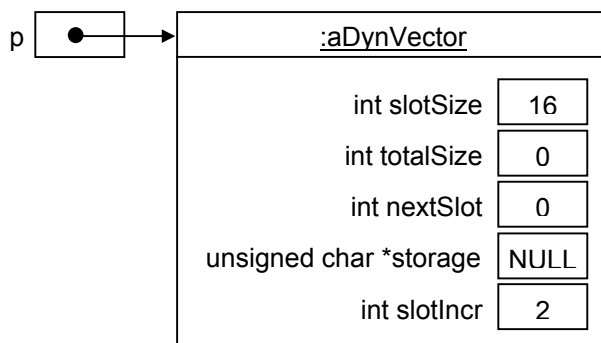 p
:aDynVector
int slotSize 16
int totalSize 0
int nextSlot 0
unsigned char *storage NULL
int slotIncr 2